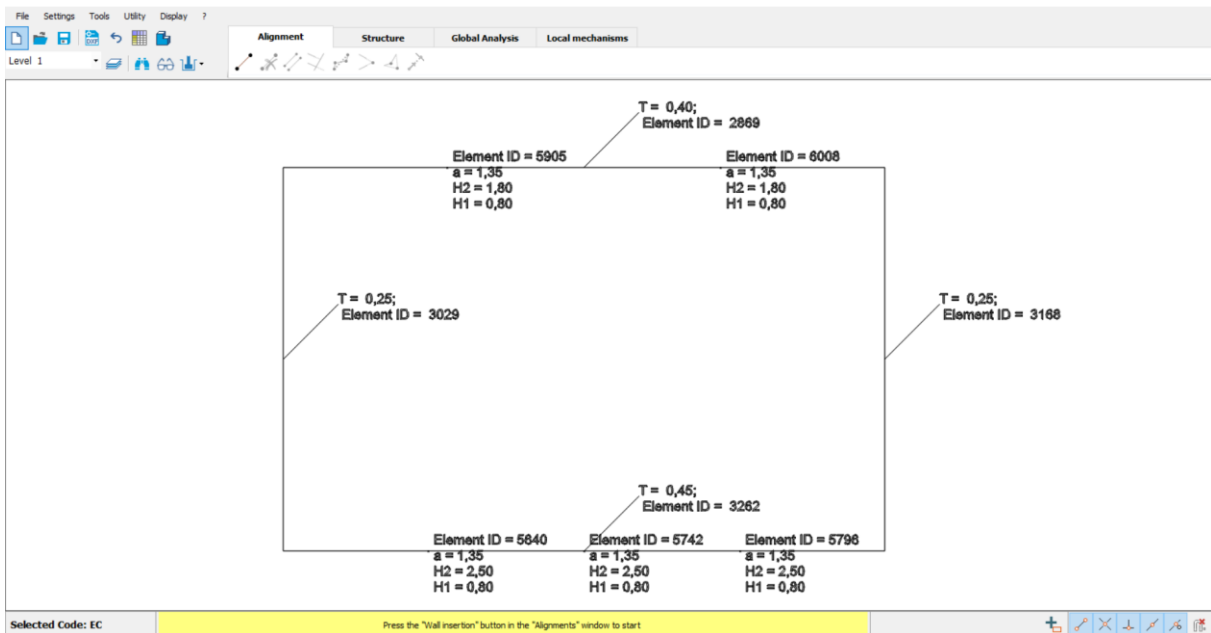 File Settings Tools Utility Display ?
Alignment Structure Global Analysis Local mechanisms
DXF
Level 1
T = 0,40;
Element ID = 2869
Element ID = 5905
a = 1,35
H2 = 1,80
H1 = 0,80
Element ID = 6008
a = 1,35
H2 = 1,80
H1 = 0,80
T = 0,25;
Element ID = 3029
T = 0,25;
Element ID = 3168
T = 0,45;
Element ID = 3262
Element ID = 5640
a = 1,35
H2 = 2,50
H1 = 0,80
Element ID = 5742
a = 1,35
H2 = 2,50
H1 = 0,80
Element ID = 5796
a = 1,35
H2 = 2,50
H1 = 0,80
Selected Code: EC
Press the "Wall insertion" button in the "Alignments" window to start